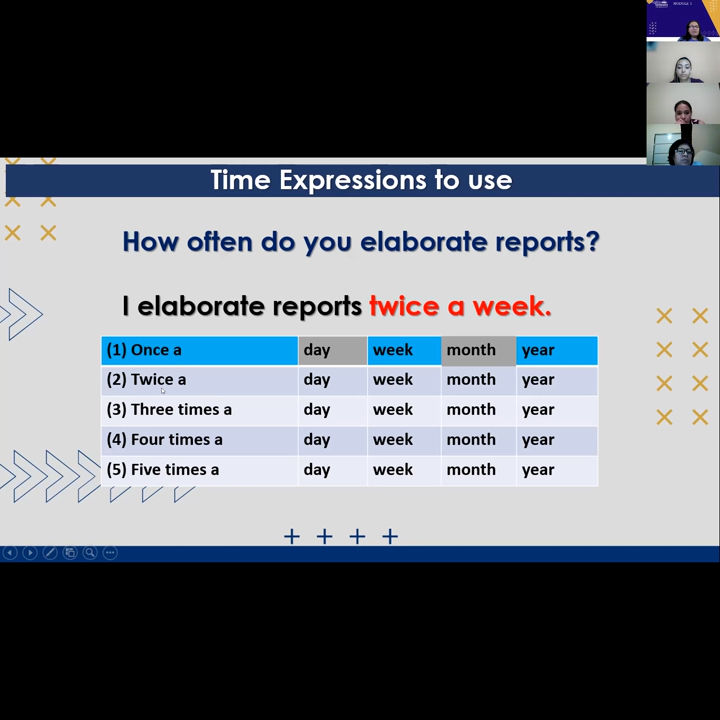 MODULE 2
Time Expressions to use
How often do you elaborate reports?
I elaborate reports twice a week.
(1) Once a day week month year
(2) Twice a day week month year
(3) Three times a day week month year
(4) Four times a day week month year
(5) Five times a day week month year